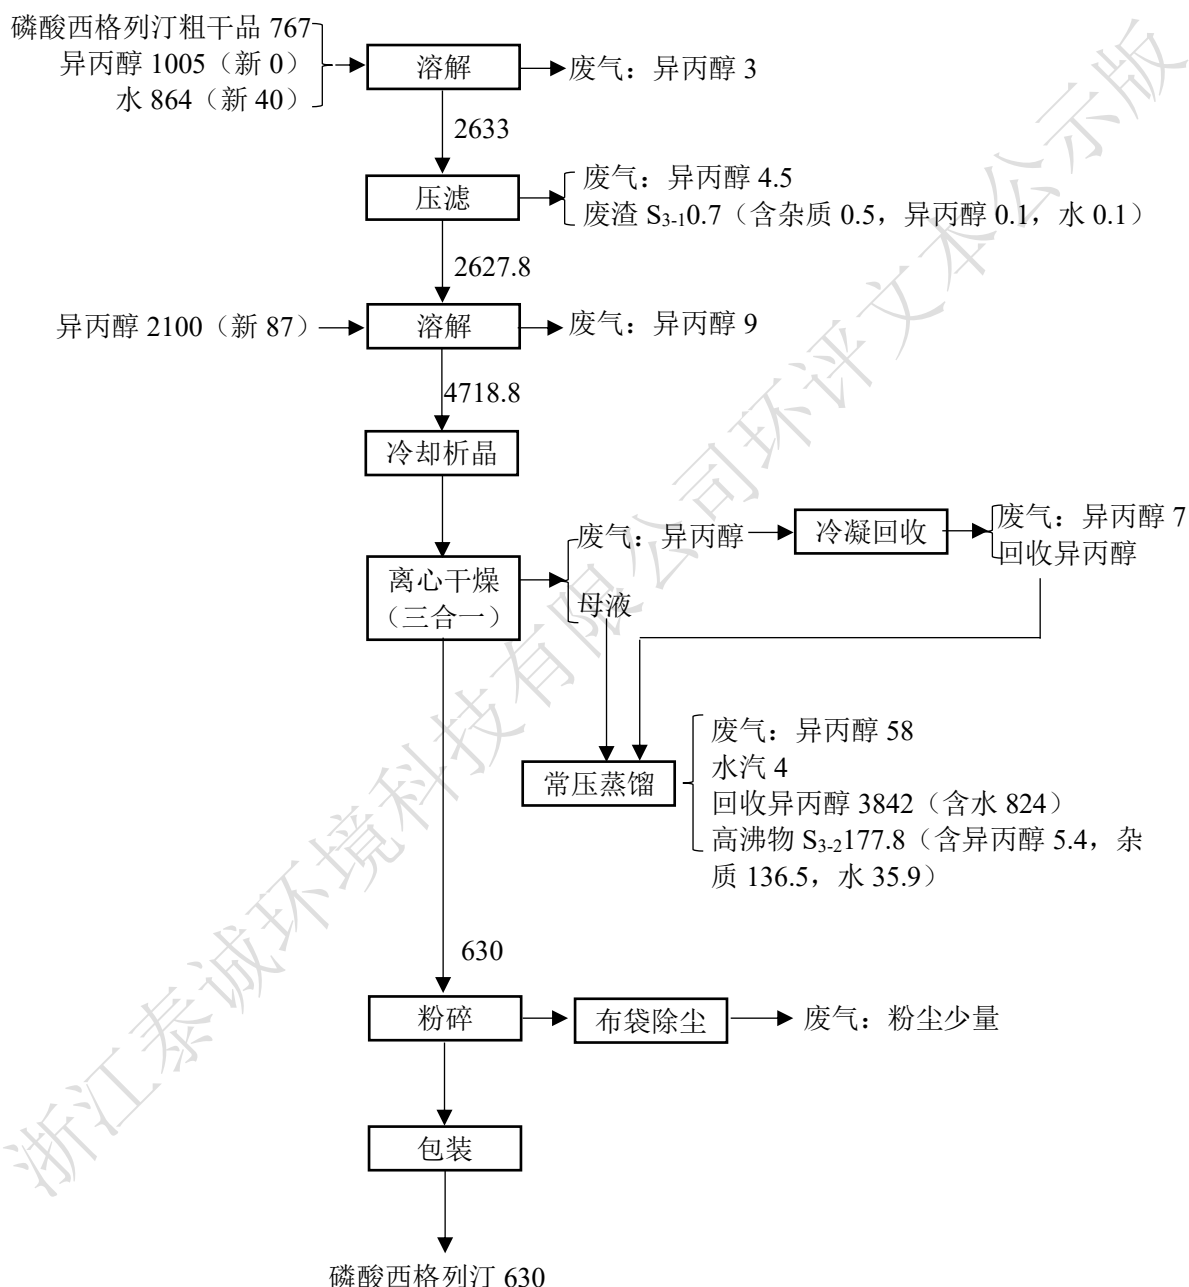 磷酸西格列汀粗干品 767
异丙醇 1005（新 0）
水 864（新 40）
溶解
废气：异丙醇 3
2633
压滤
废气：异丙醇 4.5
废渣 S3-10.7（含杂质 0.5，异丙醇 0.1，水 0.1）
2627.8
异丙醇 2100（新 87）
溶解
废气：异丙醇 9
4718.8
冷却析晶
离心干燥
（三合一）
废气：异丙醇
母液
冷凝回收
废气：异丙醇 7
回收异丙醇
常压蒸馏
废气：异丙醇 58
水汽 4
回收异丙醇 3842（含水 824）
高沸物 S3-2177.8（含异丙醇 5.4，杂
质 136.5，水 35.9）
630
粉碎
布袋除尘
废气：粉尘少量
包装
磷酸西格列汀 630
浙江泰诚环境科技有限公司环评文本公示版